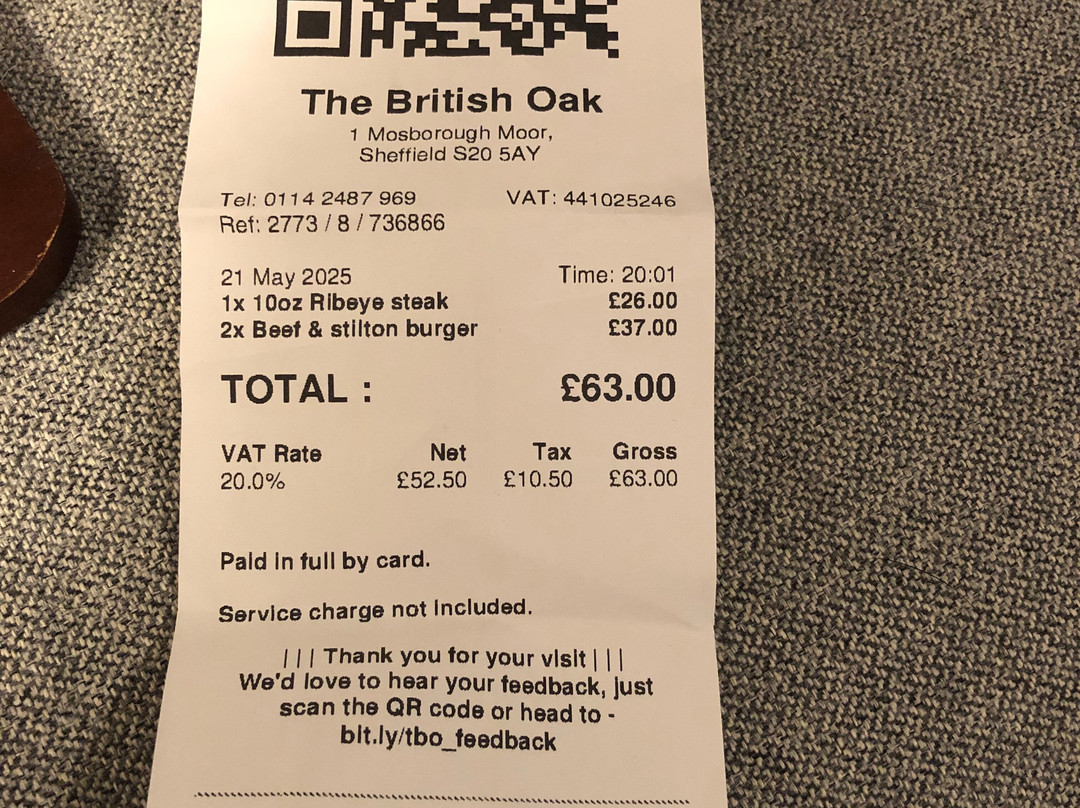 The British Oak
1 Mosborough Moor,
Sheffield S20 5AY
Tel: 0114 2487 969 VAT: 441025246
Ref: 2773 / 8 / 736866
21 May 2025 Time: 20:01
1x 10oz Ribeye steak £26.00
2x Beef & stilton burger £37.00
TOTAL : £63.00
VAT Rate Net Tax Gross
20.0% £52.50 £10.50 £63.00
Paid in full by card.
Service charge not included.
| | | Thank you for your visit | | |
We'd love to hear your feedback, just
scan the QR code or head to -
bit.ly/tbo_feedback